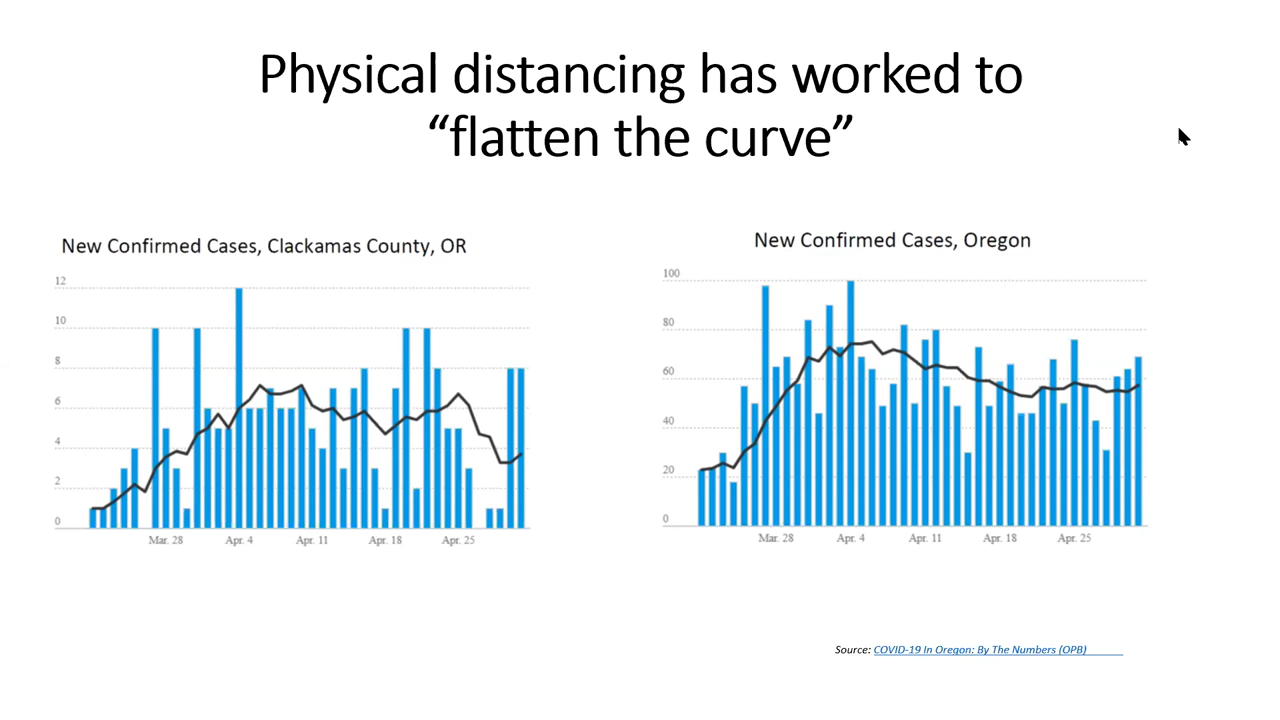 Physical distancing has worked to
“flatten the curve”
New Confirmed Cases, Clackamas County, OR
12
10
8
6
4
2
0
Mar. 28 Apr. 4 Apr. 11 Apr. 18 Apr. 25
New Confirmed Cases, Oregon
100
80
60
40
20
0
Mar. 28 Apr. 4 Apr. 11 Apr. 18 Apr. 25
Source: COVID-19 In Oregon: By The Numbers (OPB)